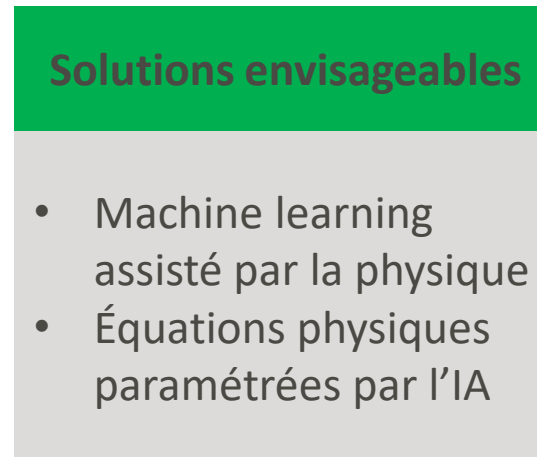 Solutions envisageables
• Machine learning
assisté par la physique
• Équations physiques
paramétrées par l’IA